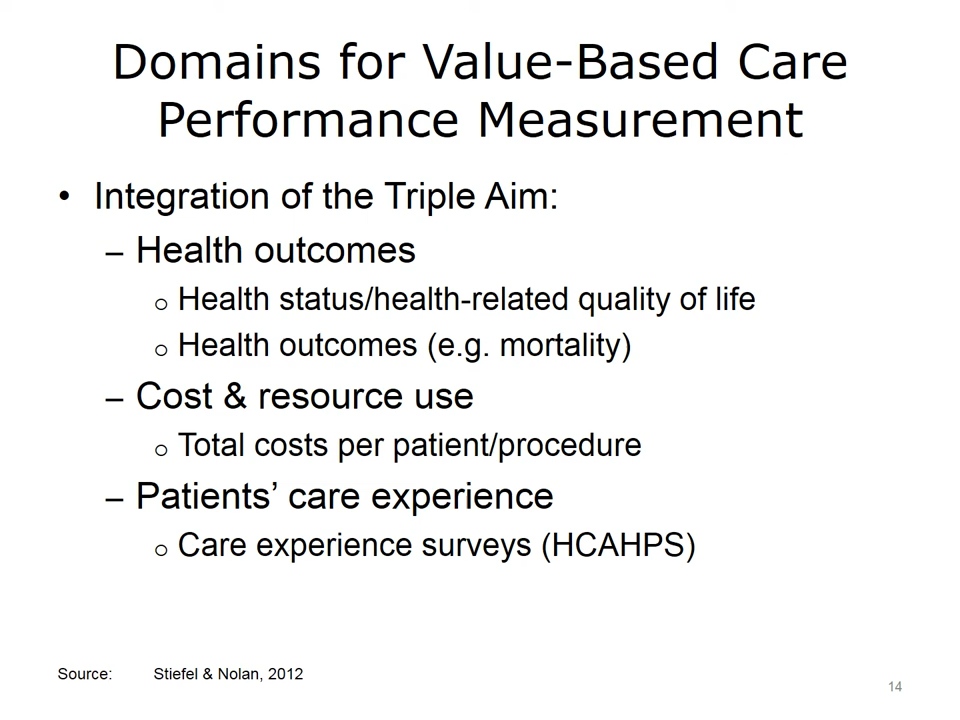 Domains for Value-Based Care
Performance Measurement
• Integration of the Triple Aim:
– Health outcomes
o Health status/health-related quality of life
o Health outcomes (e.g. mortality)
– Cost & resource use
o Total costs per patient/procedure
– Patients’ care experience
o Care experience surveys (HCAHPS)
Source: Stiefel & Nolan, 2012
14